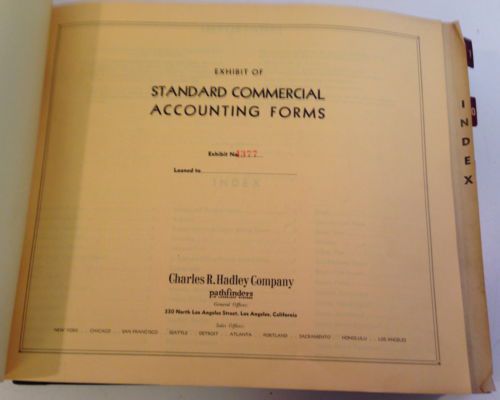 EXHIBIT OF
STANDARD COMMERCIAL
ACCOUNTING FORMS
Exhibit No. 1377
Loaned to
INDEX
Charles R. Hadley Company
pathfinders
General Offices:
330 North Los Angeles Street, Los Angeles, California
Sales Offices:
NEW YORK . . CHICAGO . . SAN FRANCISCO . . SEATTLE . . DETROIT . . ATLANTA . . PORTLAND . . SACRAMENTO . . HONOLULU . . LOS ANGELES
INDEX